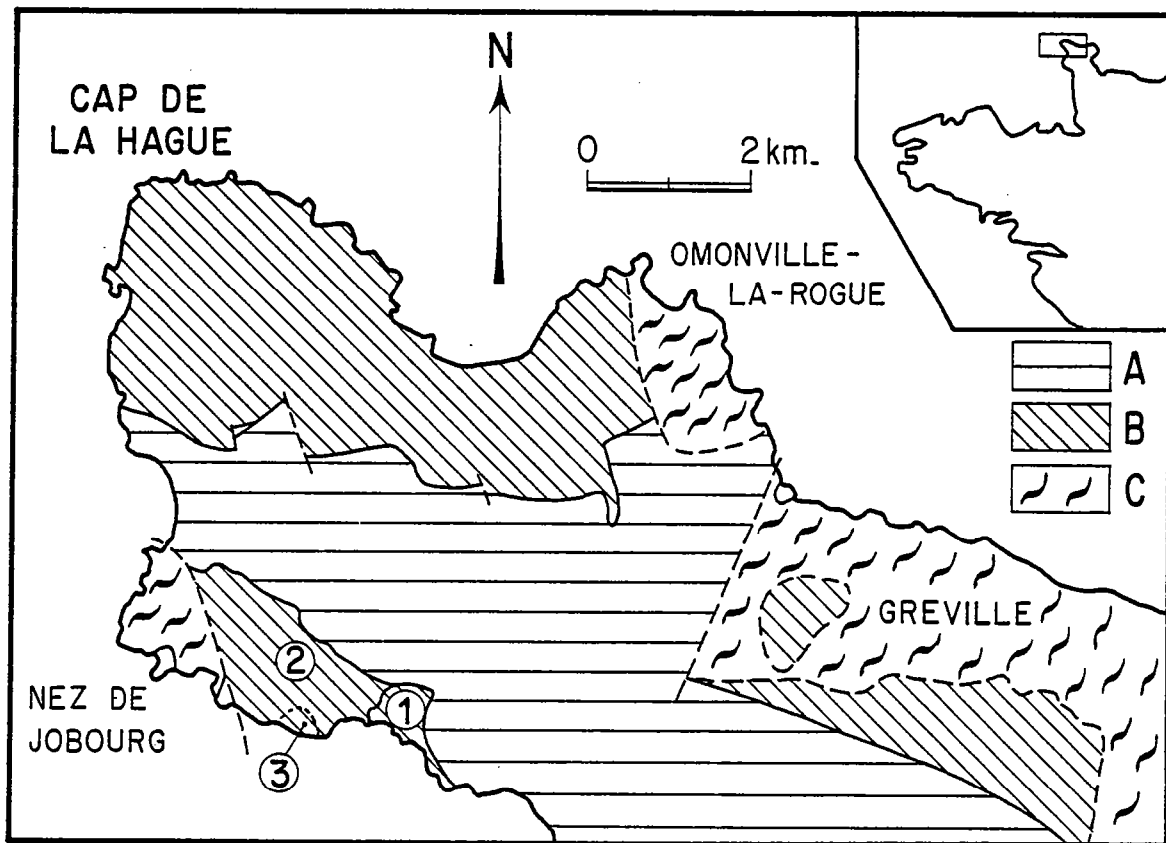 CAP DE
LA HAGUE
N
0 2 km.
OMONVILLE-
LA-ROGUE
A
B
C
GREVILLE
NEZ DE
JOBOURG
2
1
3